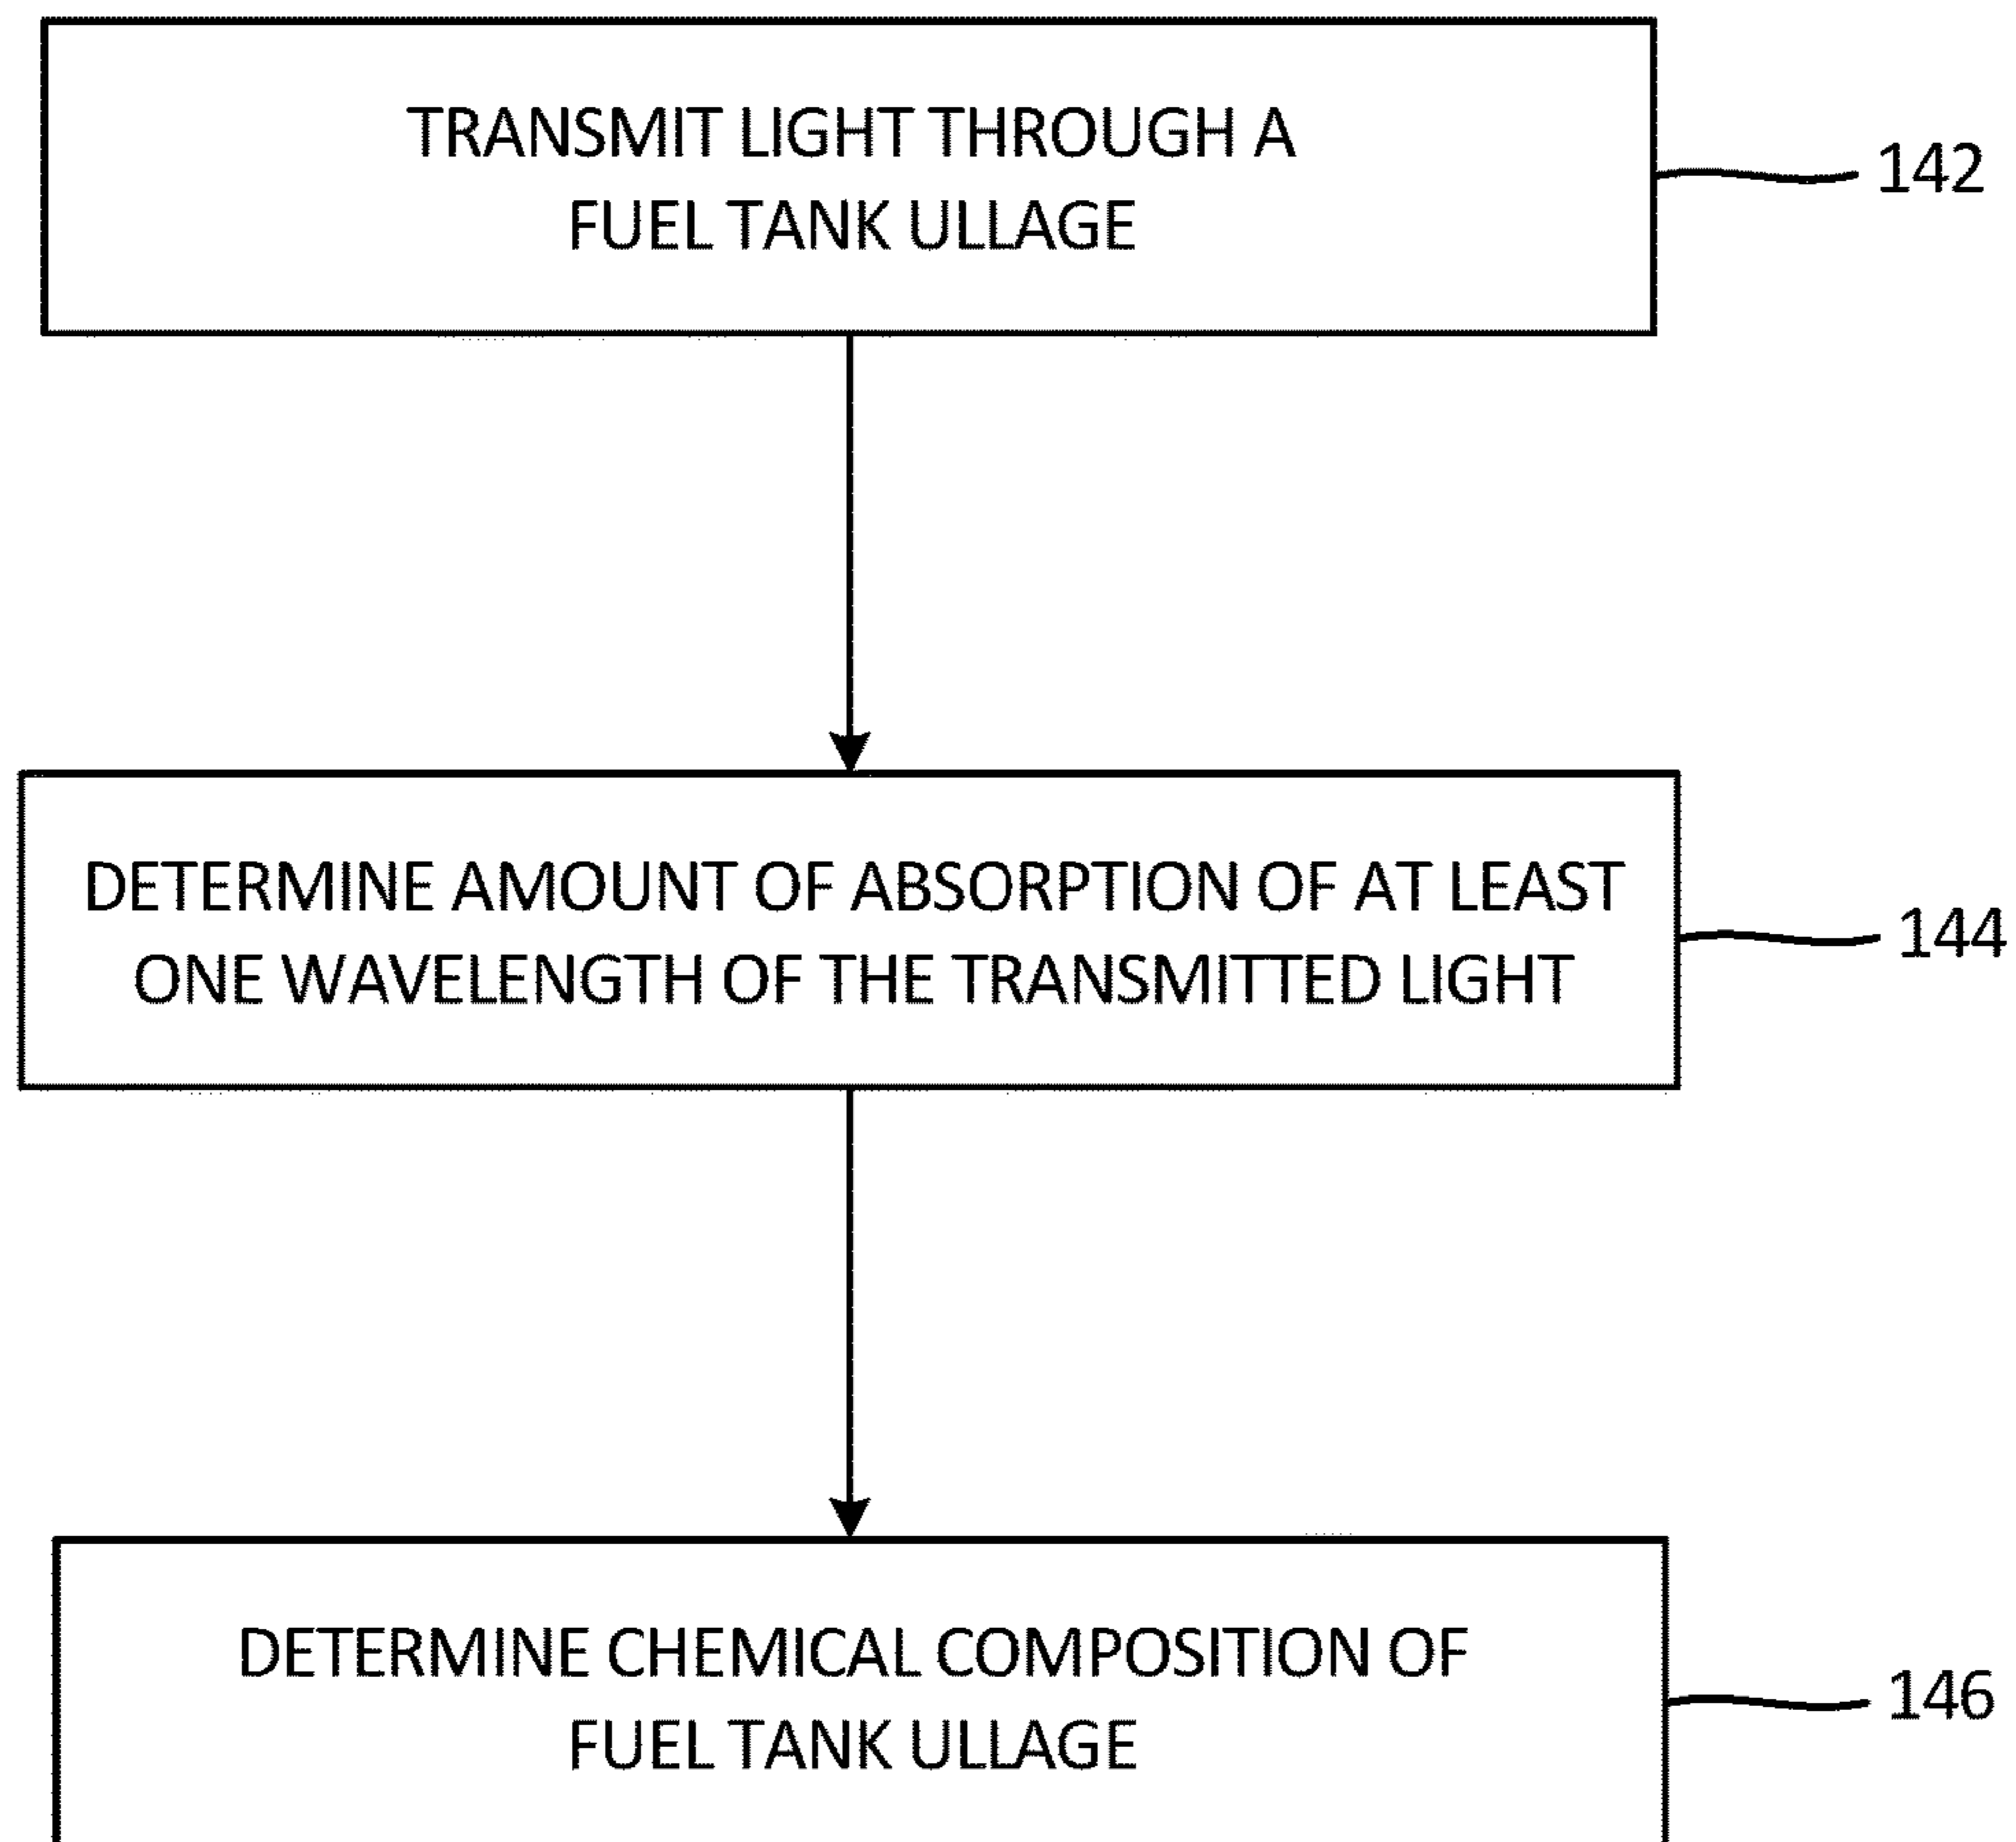 TRANSMIT LIGHT THROUGH A
FUEL TANK ULLAGE
142
DETERMINE AMOUNT OF ABSORPTION OF AT LEAST
ONE WAVELENGTH OF THE TRANSMITTED LIGHT
144
DETERMINE CHEMICAL COMPOSITION OF
FUEL TANK ULLAGE
146